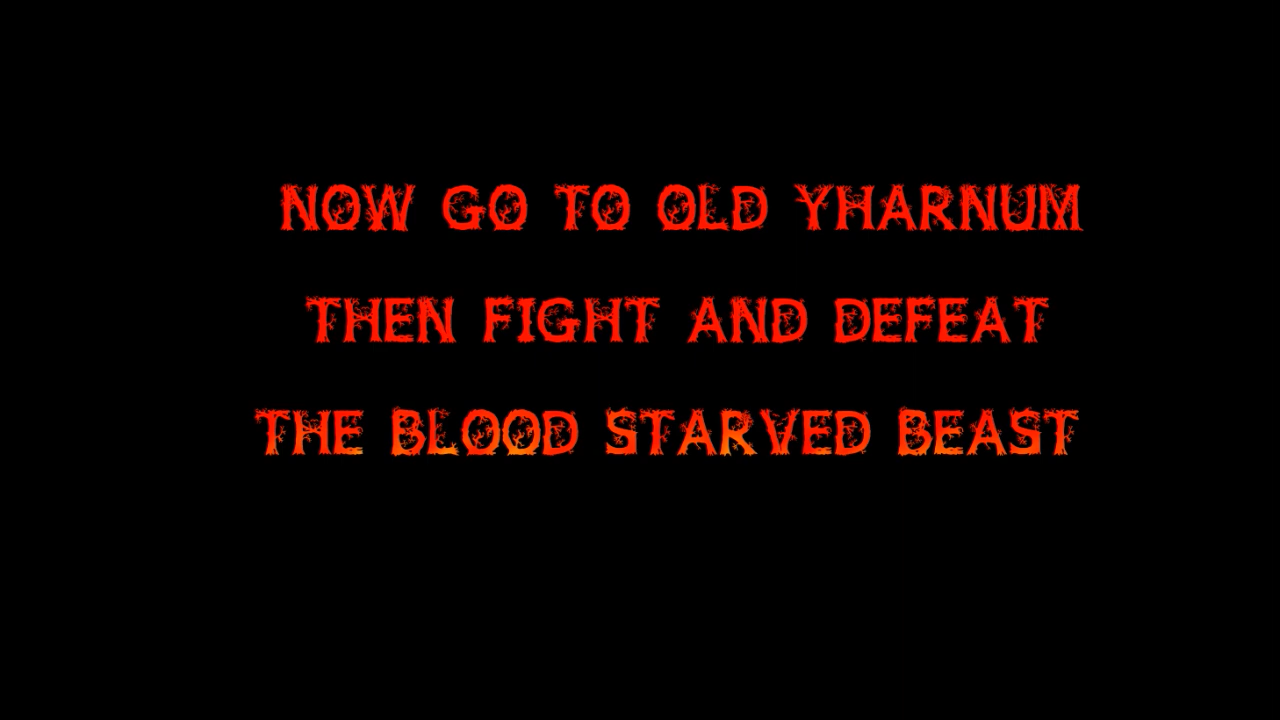 NOW GO TO OLD YHARNUM
THEN FIGHT AND DEFEAT
THE BLOOD STARVED BEAST